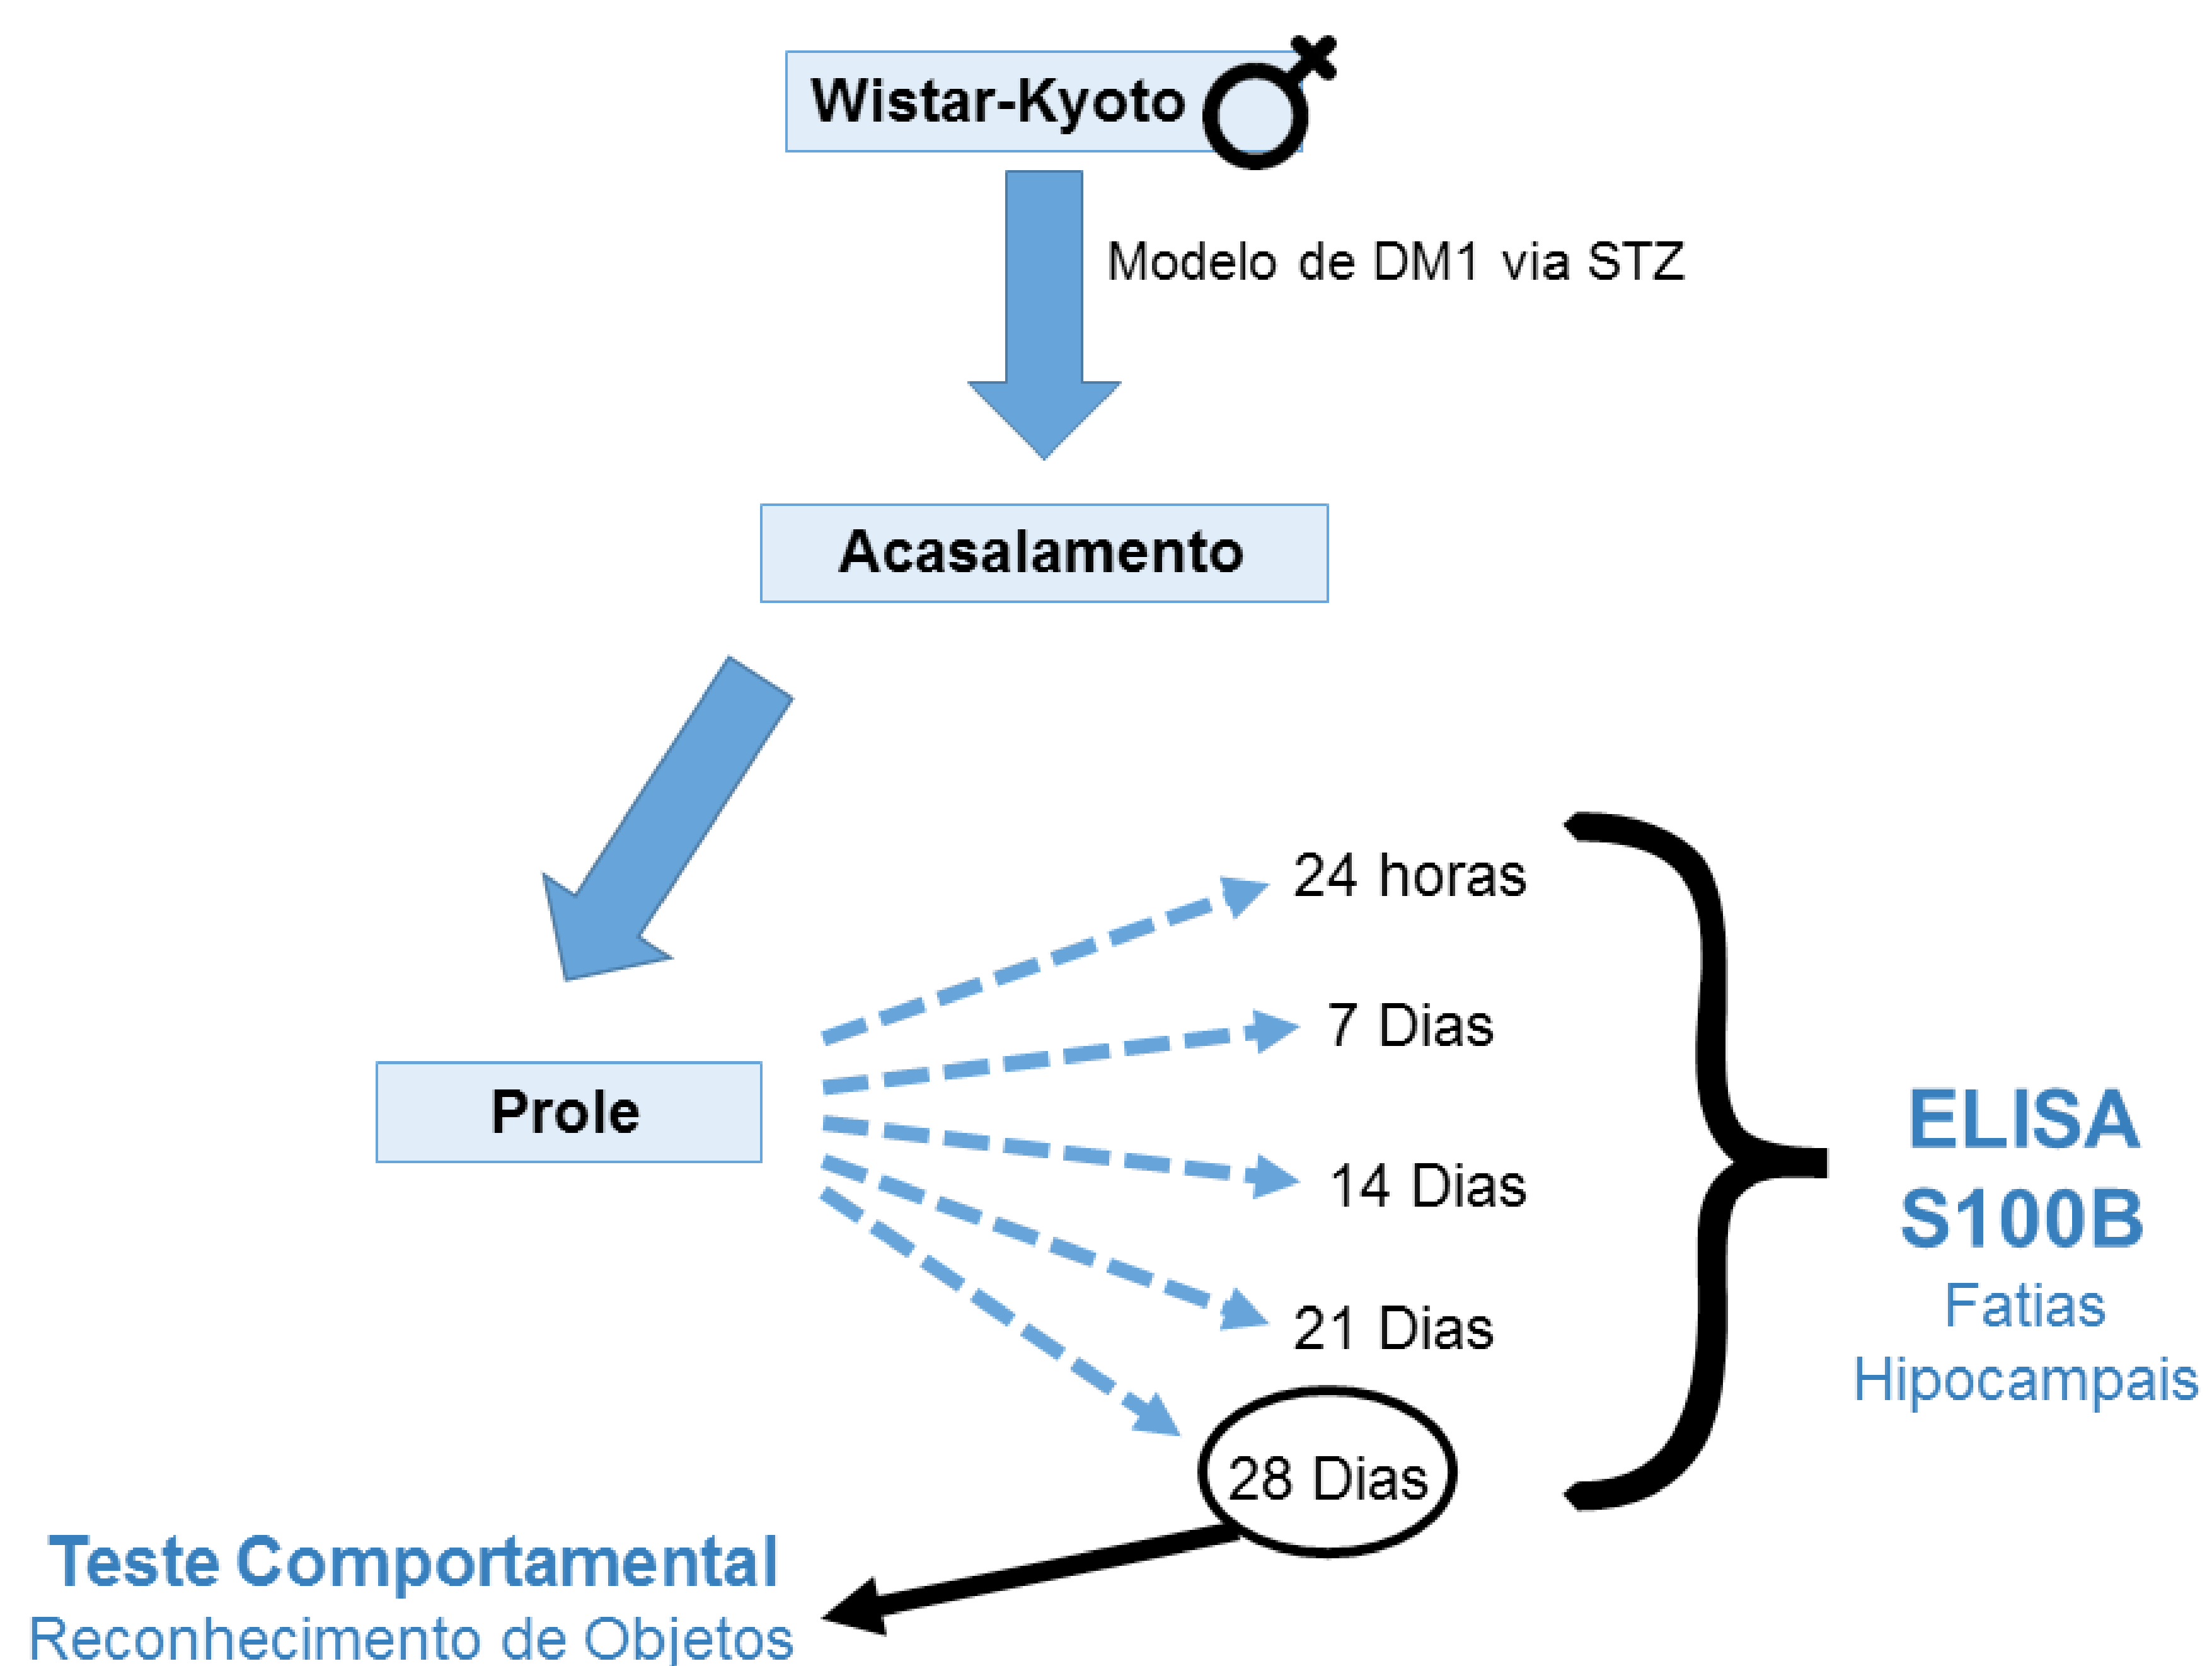 Wistar-Kyoto
Modelo de DM1 via STZ
Acasalamento
Prole
24 horas
7 Dias
14 Dias
21 Dias
28 Dias
ELISA
S100B
Fatias
Hipocampais
Teste Comportamental
Reconhecimento de Objetos